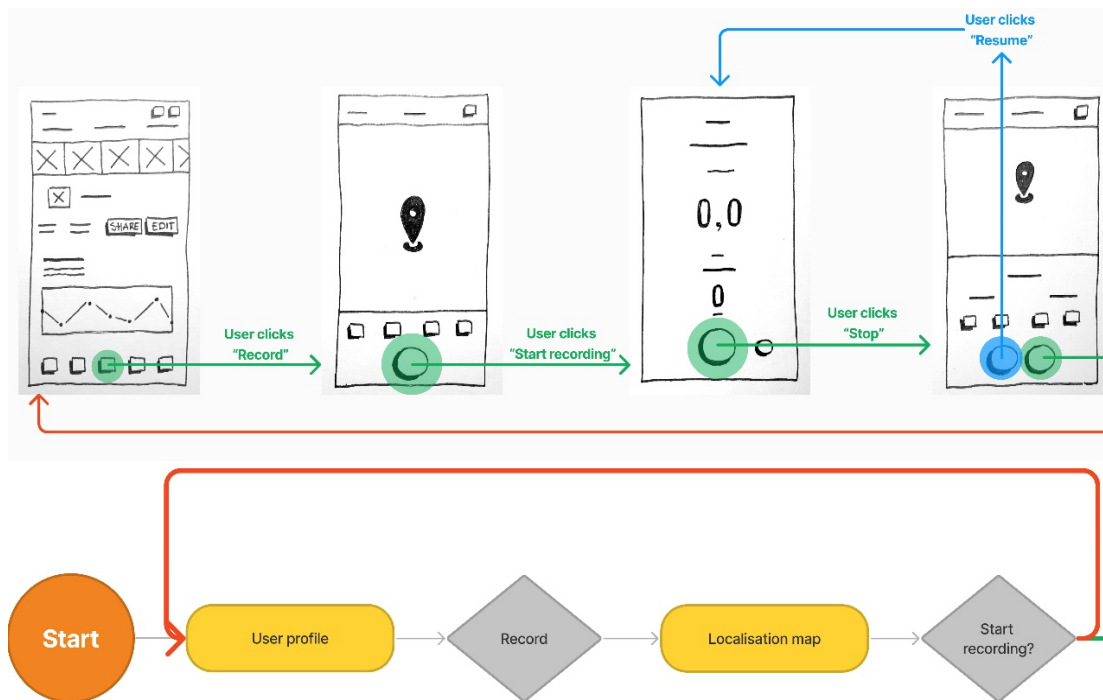 User clicks
“Resume”
SHARE EDIT
0,0
0
User clicks
“Record”
User clicks
“Start recording”
User clicks
“Stop”
Start
User profile
Record
Localisation map
Start
recording?